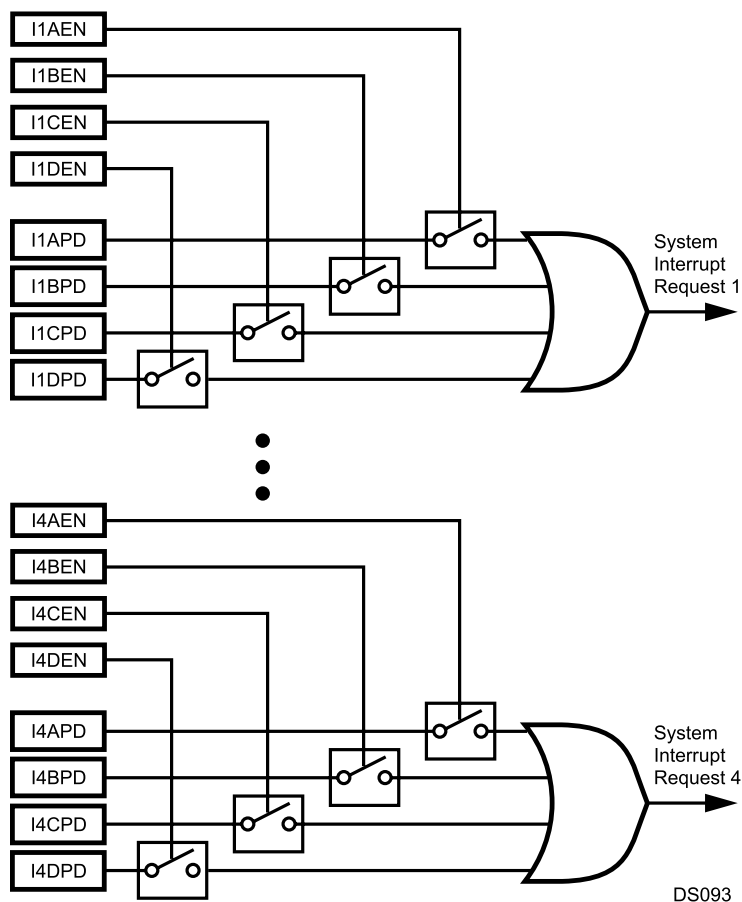 I1AEN
I1BEN
I1CEN
I1DEN
I1APD
I1BPD
I1CPD
I1DPD
System
Interrupt
Request 1
I4AEN
I4BEN
I4CEN
I4DEN
I4APD
I4BPD
I4CPD
I4DPD
System
Interrupt
Request 4
DS093